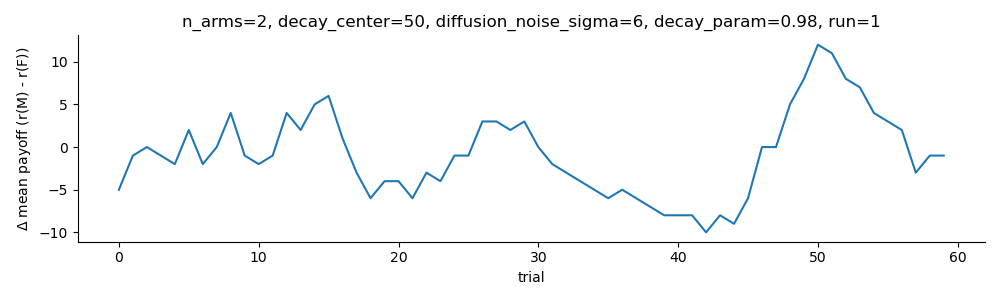 n_arms=2, decay_center=50, diffusion_noise_sigma=6, decay_param=0.98, run=1
Δ mean payoff (r(M) - r(F))
10
5
0
−5
−10
0 10 20 30 40 50 60
trial